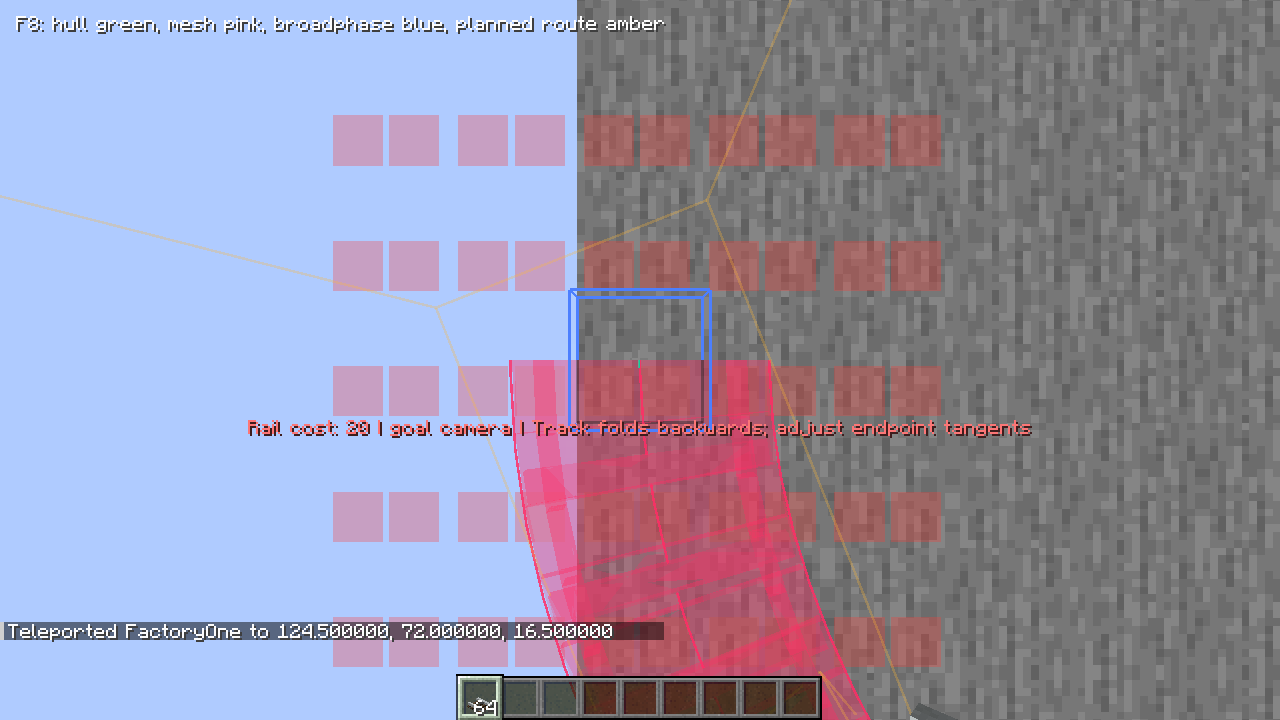 F8: hull green, mesh pink, broadphase blue, planned route amber
Rail cost: 29 | goal camera | Track folds backwards; adjust endpoint tangents
Teleported FactoryOne to 124.500000, 72.000000, 16.500000
64